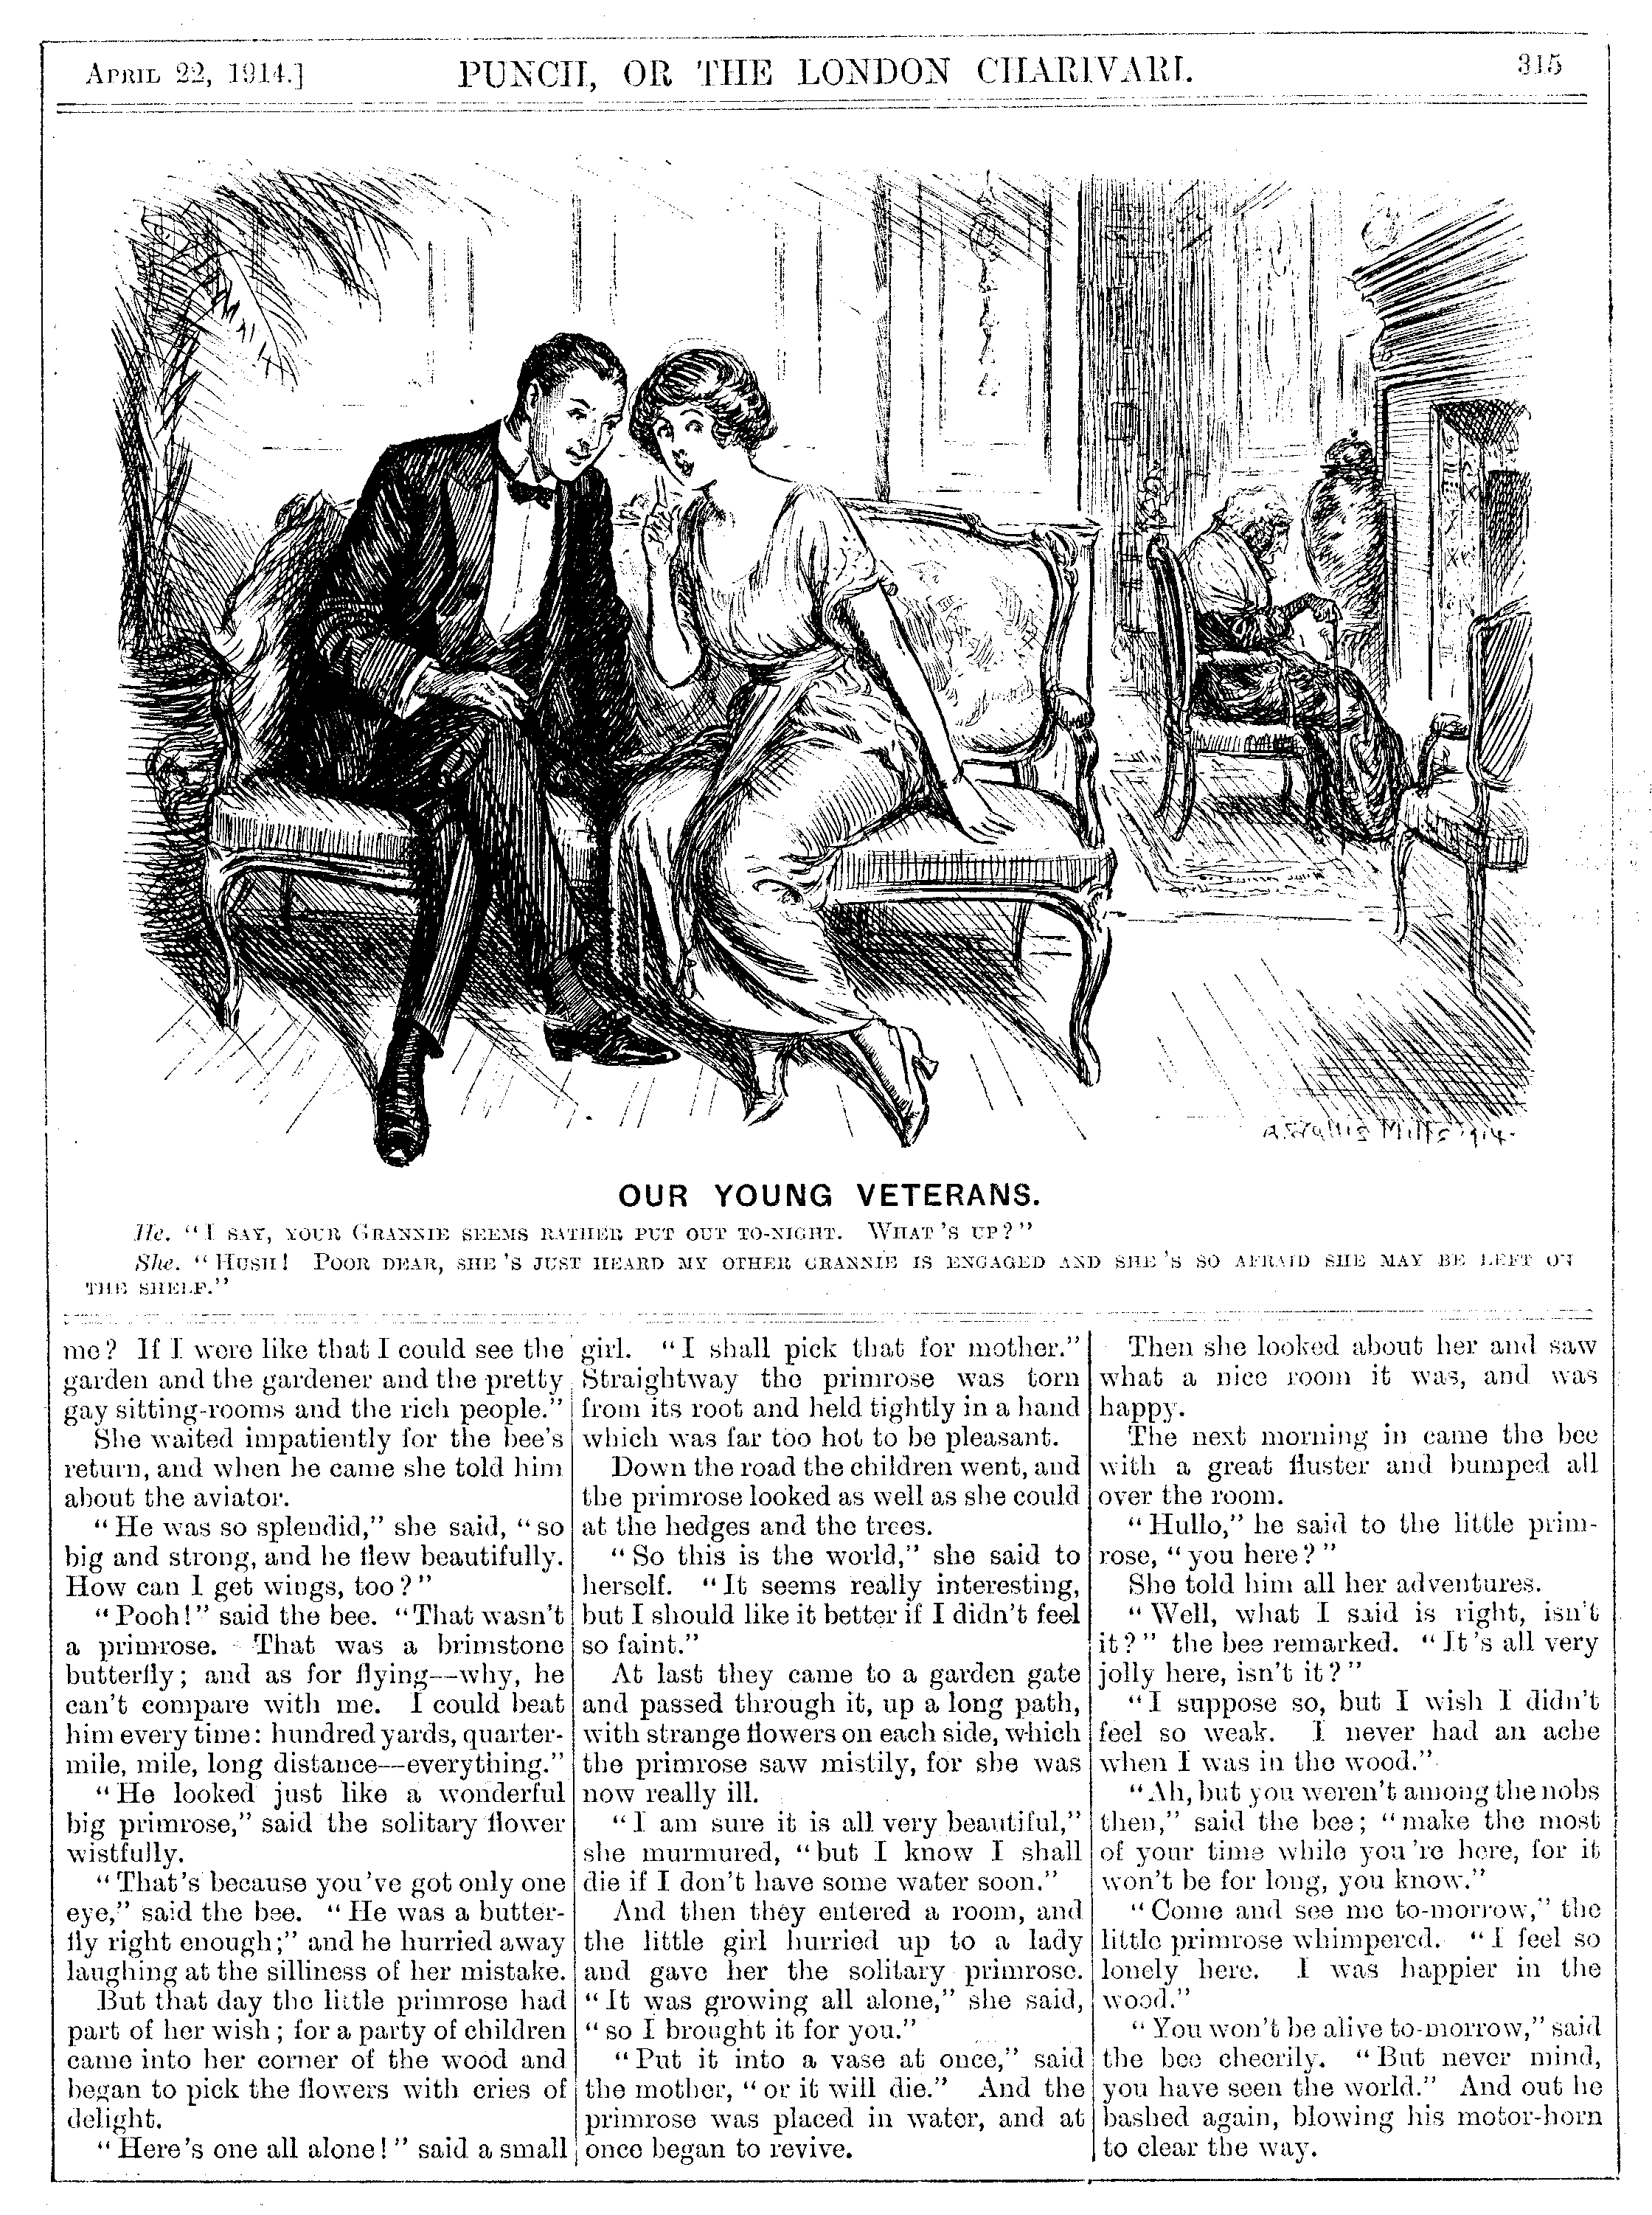 April 22, 1914.]
PUNCH, OR THE LONDON CHARIVARI.
315
A. Wallis Mills 1914.
OUR YOUNG VETERANS.
He. "I say, your Grannie seems rather put out to-night. What's up?"
She. "Hush! Poor dear, she's just heard my other grannie is engaged and she's so afraid she may be left on
the shelf."
me? If I were like that I could see the
garden and the gardener and the pretty
gay sitting-rooms and the rich people."
She waited impatiently for the bee's
return, and when he came she told him
about the aviator.
"He was so splendid," she said, "so
big and strong, and he flew beautifully.
How can I get wings, too?"
"Pooh!" said the bee. "That wasn't
a primrose. That was a brimstone
butterfly; and as for flying—why, he
can't compare with me. I could beat
him every time: hundred yards, quarter-
mile, mile, long distance—everything."
"He looked just like a wonderful
big primrose," said the solitary flower
wistfully.
"That's because you've got only one
eye," said the bee. "He was a butter-
fly right enough;" and he hurried away
laughing at the silliness of her mistake.
But that day the little primrose had
part of her wish; for a party of children
came into her corner of the wood and
began to pick the flowers with cries of
delight.
"Here's one all alone!" said a small
girl. "I shall pick that for mother."
Straightway the primrose was torn
from its root and held tightly in a hand
which was far too hot to be pleasant.
Down the road the children went, and
the primrose looked as well as she could
at the hedges and the trees.
"So this is the world," she said to
herself. "It seems really interesting,
but I should like it better if I didn't feel
so faint."
At last they came to a garden gate
and passed through it, up a long path,
with strange flowers on each side, which
the primrose saw mistily, for she was
now really ill.
"I am sure it is all very beautiful,"
she murmured, "but I know I shall
die if I don't have some water soon."
And then they entered a room, and
the little girl hurried up to a lady
and gave her the solitary primrose.
"It was growing all alone," she said,
"so I brought it for you."
"Put it into a vase at once," said
the mother, "or it will die." And the
primrose was placed in water, and at
once began to revive.
Then she looked about her and saw
what a nice room it was, and was
happy.
The next morning in came the bee
with a great fluster and bumped all
over the room.
"Hullo," he said to the little prim-
rose, "you here?"
She told him all her adventures.
"Well, what I said is right, isn't
it?" the bee remarked. "It's all very
jolly here, isn't it?"
"I suppose so, but I wish I didn't
feel so weak. I never had an ache
when I was in the wood."
"Ah, but you weren't among the nobs
then," said the bee; "make the most
of your time while you're here, for it
won't be for long, you know."
"Come and see me to-morrow," the
little primrose whimpered. "I feel so
lonely here. I was happier in the
wood."
"You won't be alive to-morrow," said
the bee cheerily. "But never mind,
you have seen the world." And out he
bashed again, blowing his motor-horn
to clear the way.